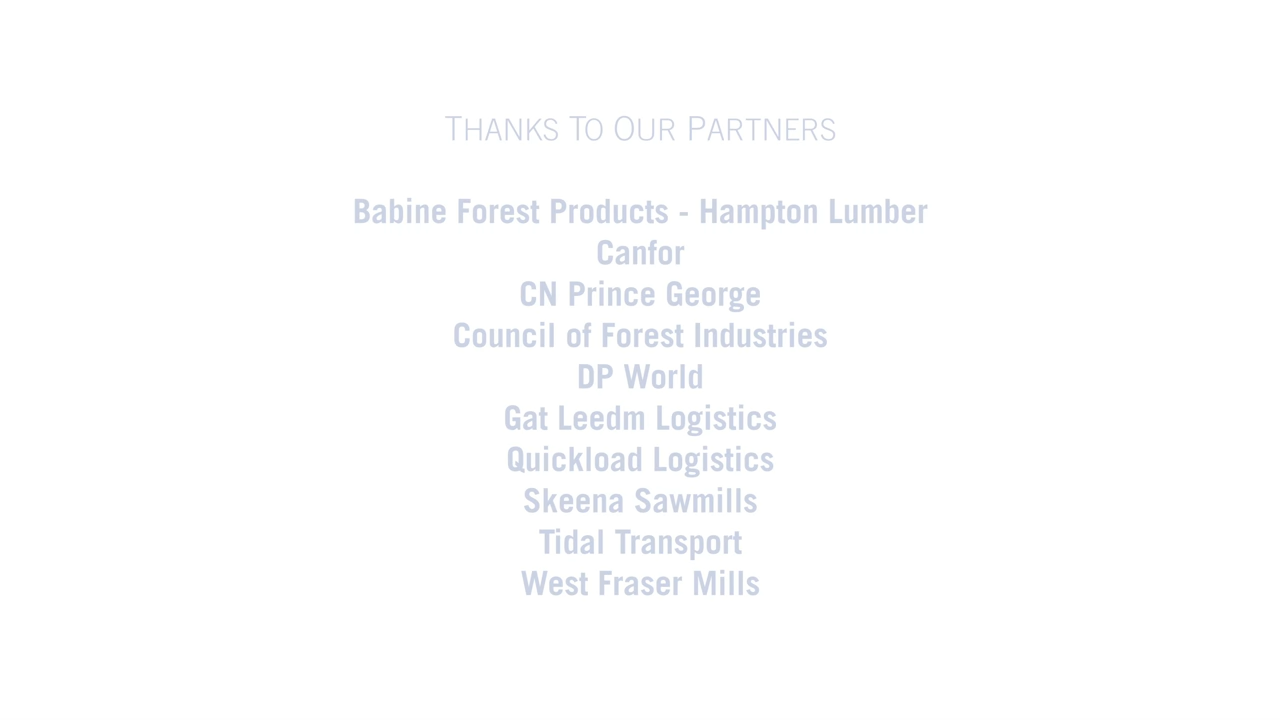 THANKS TO OUR PARTNERS
Babine Forest Products - Hampton Lumber
Canfor
CN Prince George
Council of Forest Industries
DP World
Gat Leedm Logistics
Quickload Logistics
Skeena Sawmills
Tidal Transport
West Fraser Mills